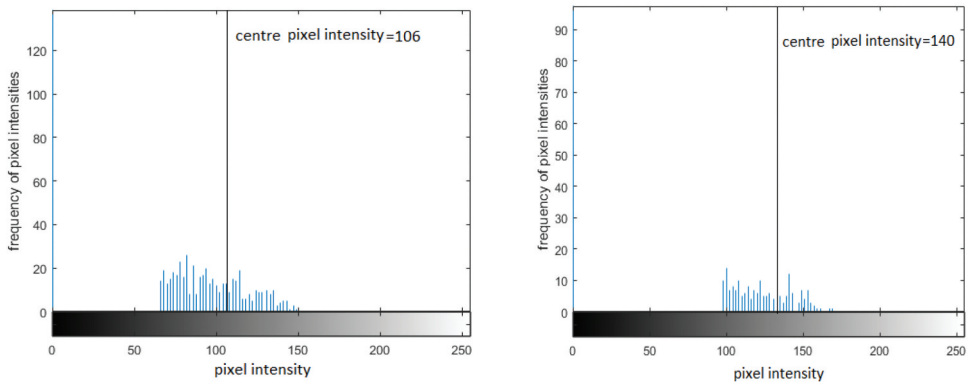 frequency of pixel intensities
120
100
80
60
40
20
0
centre pixel intensity=106
0 50 100 150 200 250
pixel intensity
frequency of pixel intensities
90
80
70
60
50
40
30
20
10
0
centre pixel intensity=140
0 50 100 150 200 250
pixel intensity